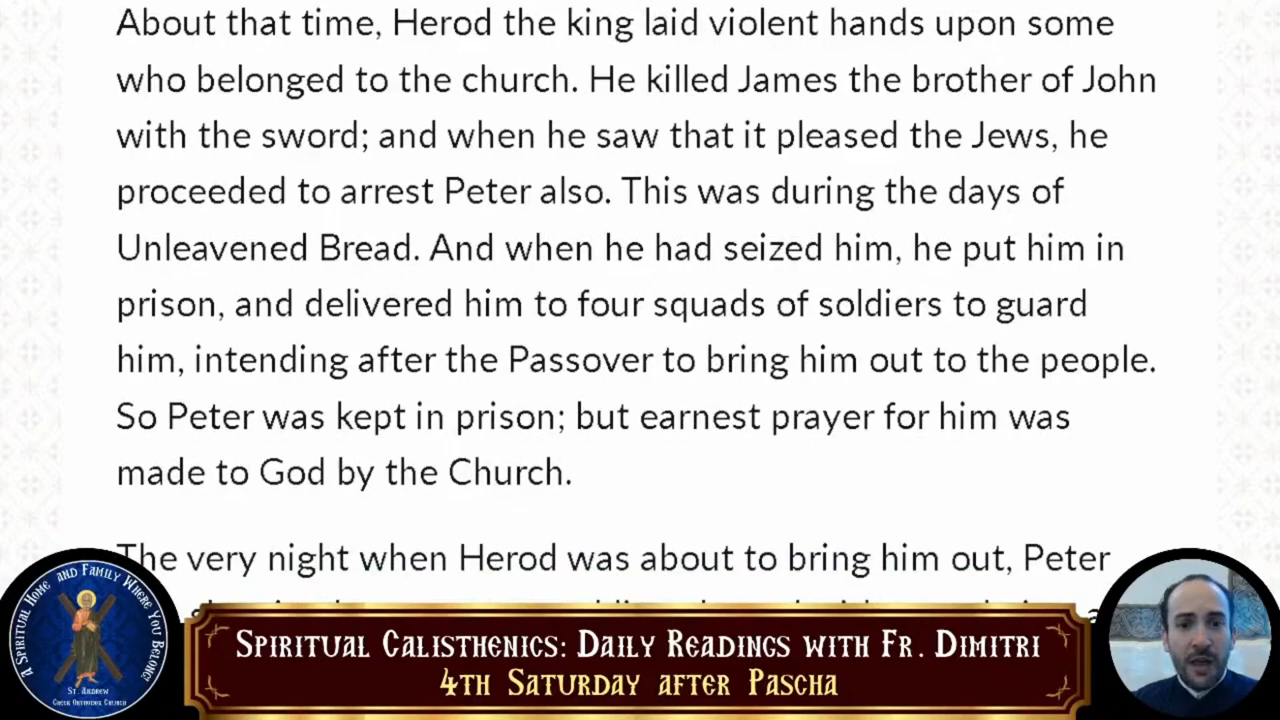 About that time, Herod the king laid violent hands upon some
who belonged to the church. He killed James the brother of John
with the sword; and when he saw that it pleased the Jews, he
proceeded to arrest Peter also. This was during the days of
Unleavened Bread. And when he had seized him, he put him in
prison, and delivered him to four squads of soldiers to guard
him, intending after the Passover to bring him out to the people.
So Peter was kept in prison; but earnest prayer for him was
made to God by the Church.
The very night when Herod was about to bring him out, Peter
A Spiritual Home and Family Where You Belong!
St. Andrew
Greek Orthodox Church
Spiritual Calisthenics: Daily Readings with Fr. Dimitri
4th Saturday after Pascha